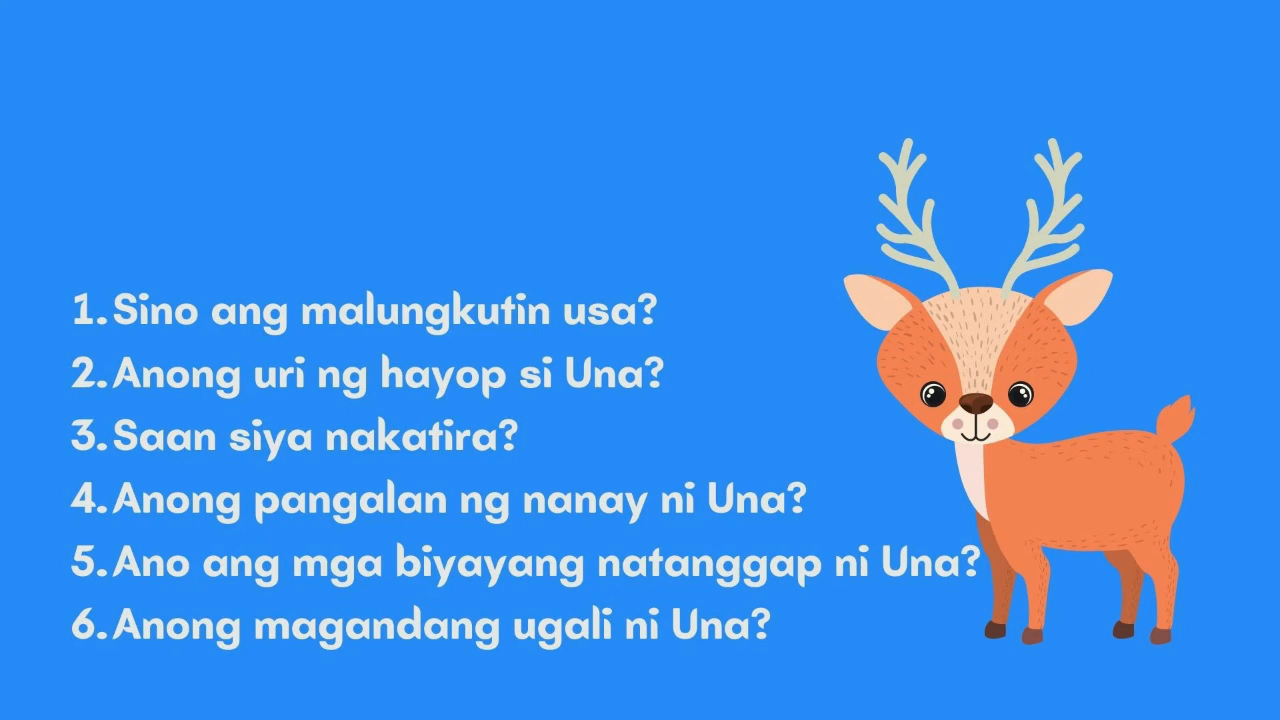 1. Sino ang malungkutin usa?
2. Anong uri ng hayop si Una?
3. Saan siya nakatira?
4. Anong pangalan ng nanay ni Una?
5. Ano ang mga biyayang natanggap ni Una?
6. Anong magandang ugali ni Una?